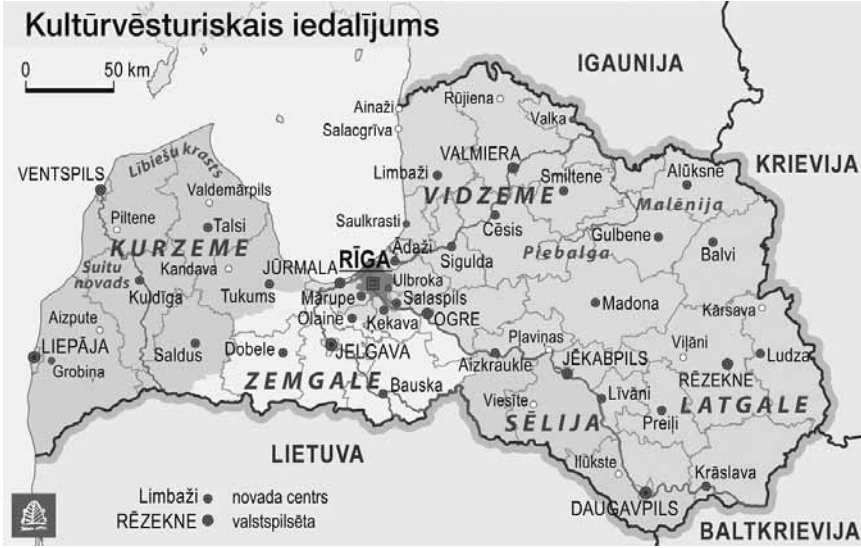 Kultūrvēsturiskais iedalījums
0 50 km
IGAUNIJA
KRIEVIJA
Ainaži
Rūjiena
Salacgrīva
Valka
VENTSPILS
Lībiešu krasts
Limbaži
VALMIERA
Smiltene
Alūksne
Valdemārpils
VIDZEME
Malēnija
Piltene
Talsi
Saulkrasti
Cēsis
Gulbene
Balvi
KURZEME
Ādaži
Sigulda
Piebalga
Suitu
novads
Kandava
JŪRMALA
RĪGA
Ulbroka
Kuldīga
Tukums
Mārupe
Salaspils
Madona
Kārsava
Aizpute
Olaine
Ķekava
OGRE
Pļaviņas
Viļāni
LIEPĀJA
Saldus
Dobele
JELGAVA
Aizkraukle
JĒKABPILS
Ludza
Grobiņa
ZEMGALE
Bauska
Viesīte
Līvāni
RĒZEKNE
SĒLIJA
Preiļi
LATGALE
LIETUVA
Ilūkste
Krāslava
DAUGAVPILS
BALTKRIEVIJA
Limbaži novada centrs
RĒZEKNE valstspilsēta